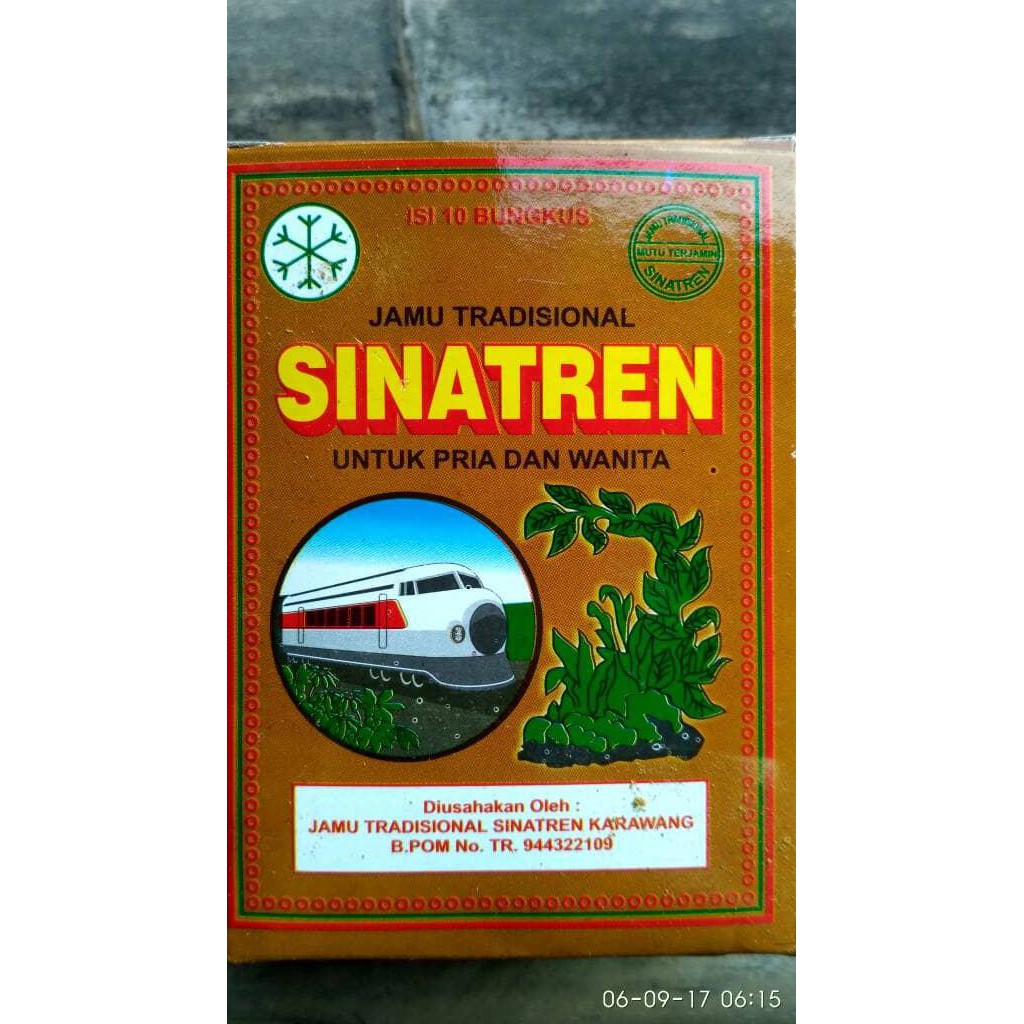 ISI 10 BUNGKUS
JAMU TRADISIONAL
MUTU TERJAMIN
SINATREN
JAMU TRADISIONAL
SINATREN
UNTUK PRIA DAN WANITA
Diusahakan Oleh :
JAMU TRADISIONAL SINATREN KARAWANG
B.POM No. TR. 944322109
06-09-17 06:15